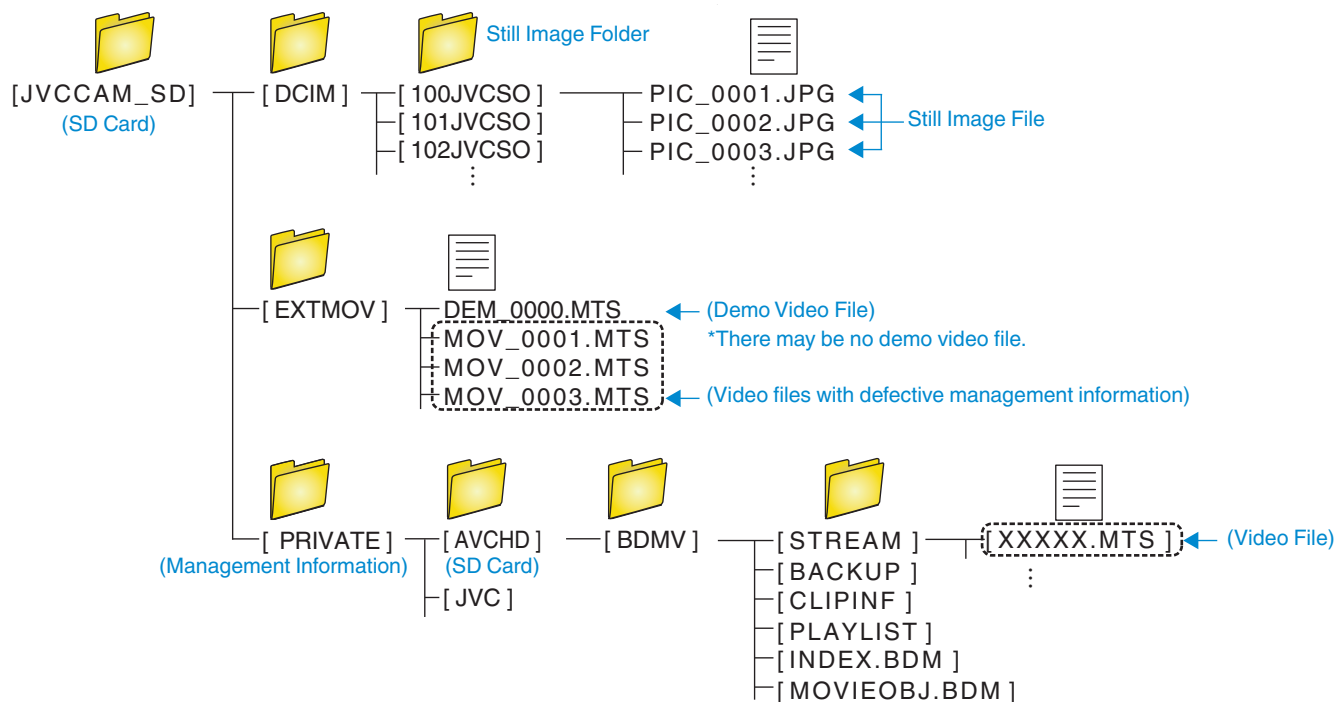 Still Image Folder
[JVCCAM_SD] [ DCIM ] [ 100JVCSO ] PIC_0001.JPG
(SD Card) [ 101JVCSO ] PIC_0002.JPG Still Image File
[ 102JVCSO ] PIC_0003.JPG
[ EXTMOV ] DEM_0000.MTS (Demo Video File)
MOV_0001.MTS *There may be no demo video file.
MOV_0002.MTS
MOV_0003.MTS (Video files with defective management information)
[ PRIVATE ] [ AVCHD ] [ BDMV ] [ STREAM ] [ XXXXX.MTS ] (Video File)
(Management Information) (SD Card) [ BACKUP ]
[ JVC ] [ CLIPINF ]
[ PLAYLIST ]
[ INDEX.BDM ]
[ MOVIEOBJ.BDM ]